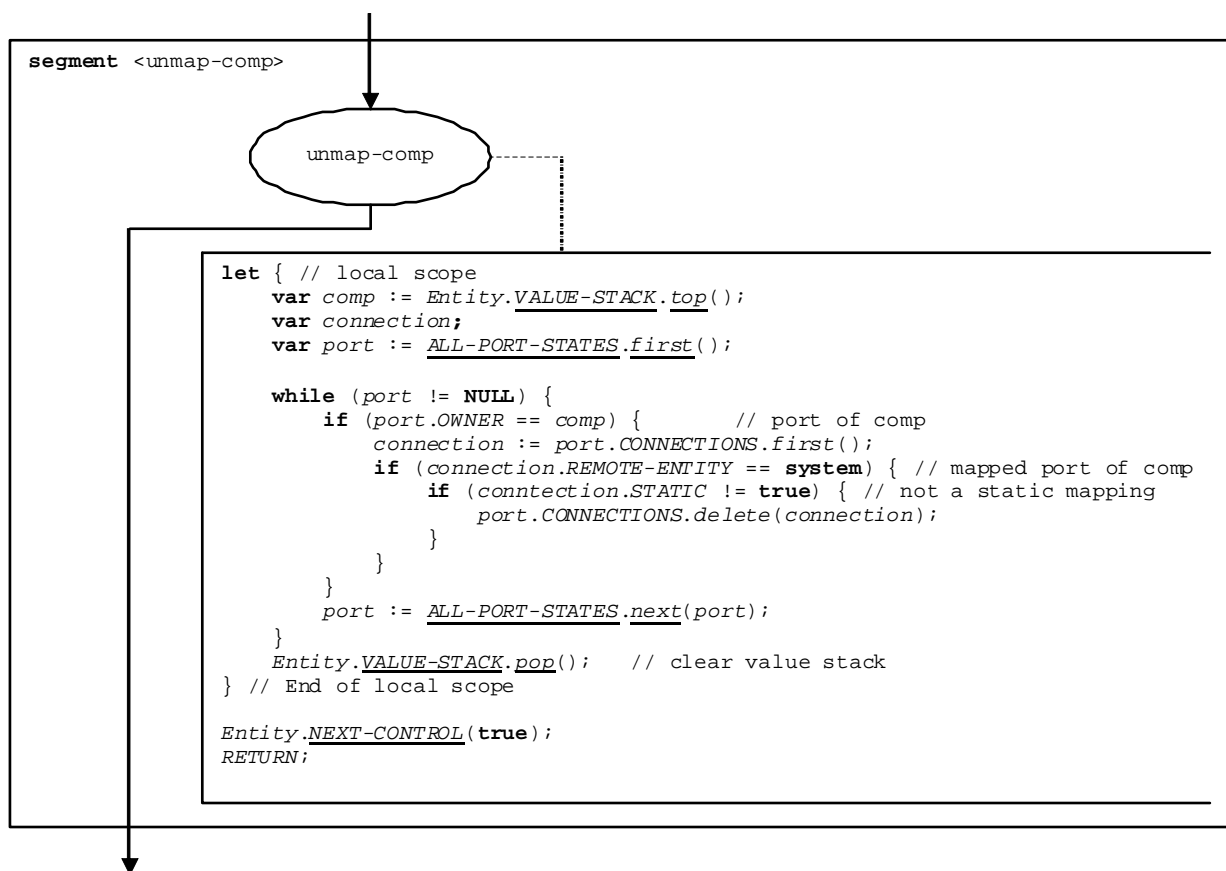 segment <unmap-comp>
unmap-comp
let { // local scope
var comp := Entity.VALUE-STACK.top();
var connection;
var port := ALL-PORT-STATES.first();
while (port != NULL) {
if (port.OWNER == comp) { // port of comp
connection := port.CONNECTIONS.first();
if (connection.REMOTE-ENTITY == system) { // mapped port of comp
if (conntection.STATIC != true) { // not a static mapping
port.CONNECTIONS.delete(connection);
}
}
}
port := ALL-PORT-STATES.next(port);
}
Entity.VALUE-STACK.pop(); // clear value stack
} // End of local scope
Entity.NEXT-CONTROL(true);
RETURN;